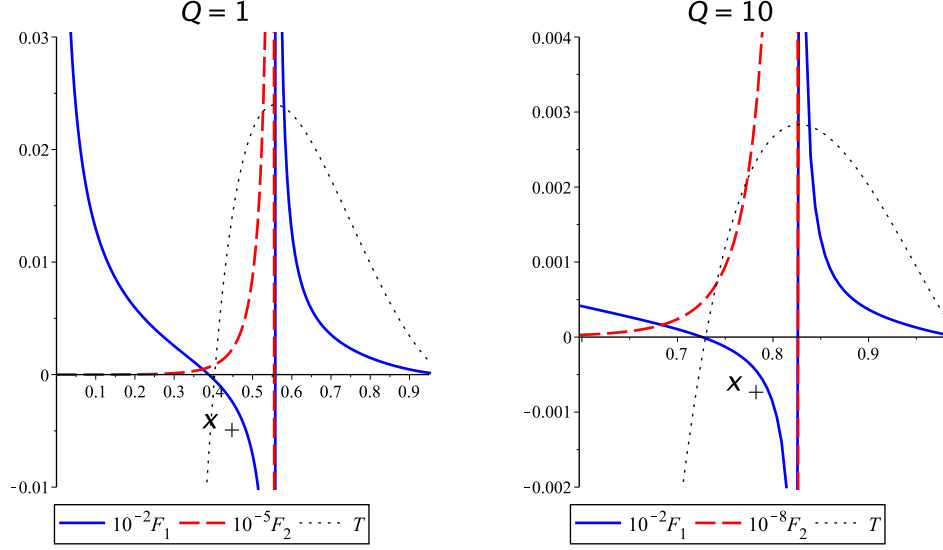 Q = 1
0.03
0.02
0.01
0
-0.01
0.1 0.2 0.3 0.4 0.5 0.6 0.7 0.8 0.9
x₊
10⁻²F₁ 10⁻⁵F₂ T
Q = 10
0.004
0.003
0.002
0.001
0
-0.001
-0.002
0.7 0.8 0.9
x₊
10⁻²F₁ 10⁻⁸F₂ T